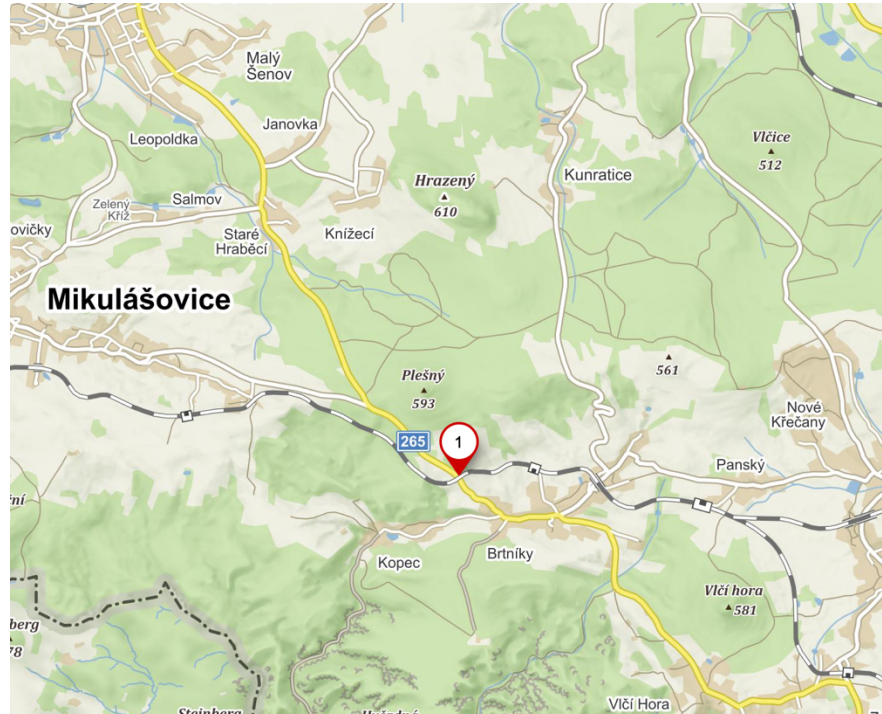 Malý
Šenov
Janovka
Leopoldka
Vlčice
512
Hrazený
610
Kunratice
Zelený
Kříž
Salmov
ovičky
Staré
Hraběcí
Knížecí
Mikulášovice
561
Plešný
593
Nové
Křečany
265
1
Panský
ní
Kopec
Brtníky
Vlčí hora
581
berg
78
Vlčí Hora